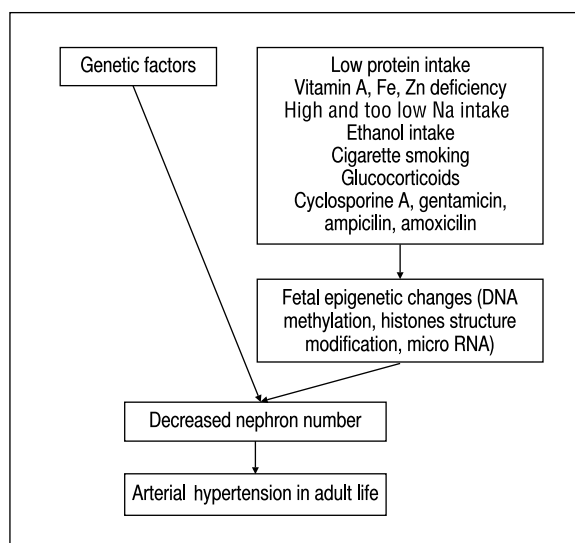 Genetic factors
Low protein intake
Vitamin A, Fe, Zn deficiency
High and too low Na intake
Ethanol intake
Cigarette smoking
Glucocorticoids
Cyclosporine A, gentamicin,
ampicilin, amoxicilin
Fetal epigenetic changes (DNA
methylation, histones structure
modification, micro RNA)
Decreased nephron number
Arterial hypertension in adult life